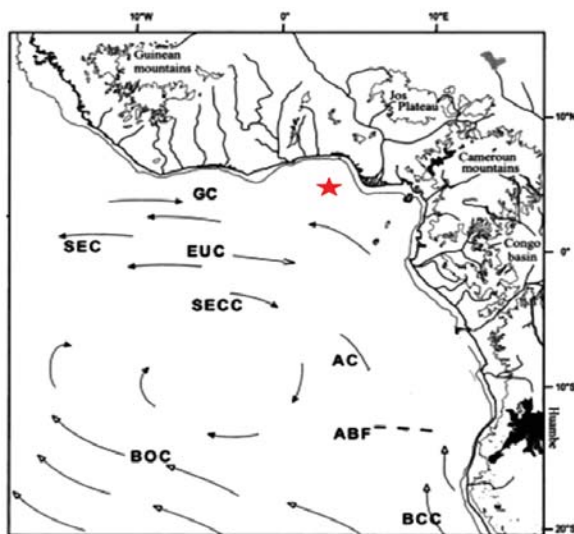 10°W
0°
10°E
Guinean
mountains
Jos
Plateau
10°N
Cameroun
mountains
GC
SEC
EUC
Congo
basin
0°
SECC
AC
10°S
ABF
Huambe
BOC
BCC
20°S